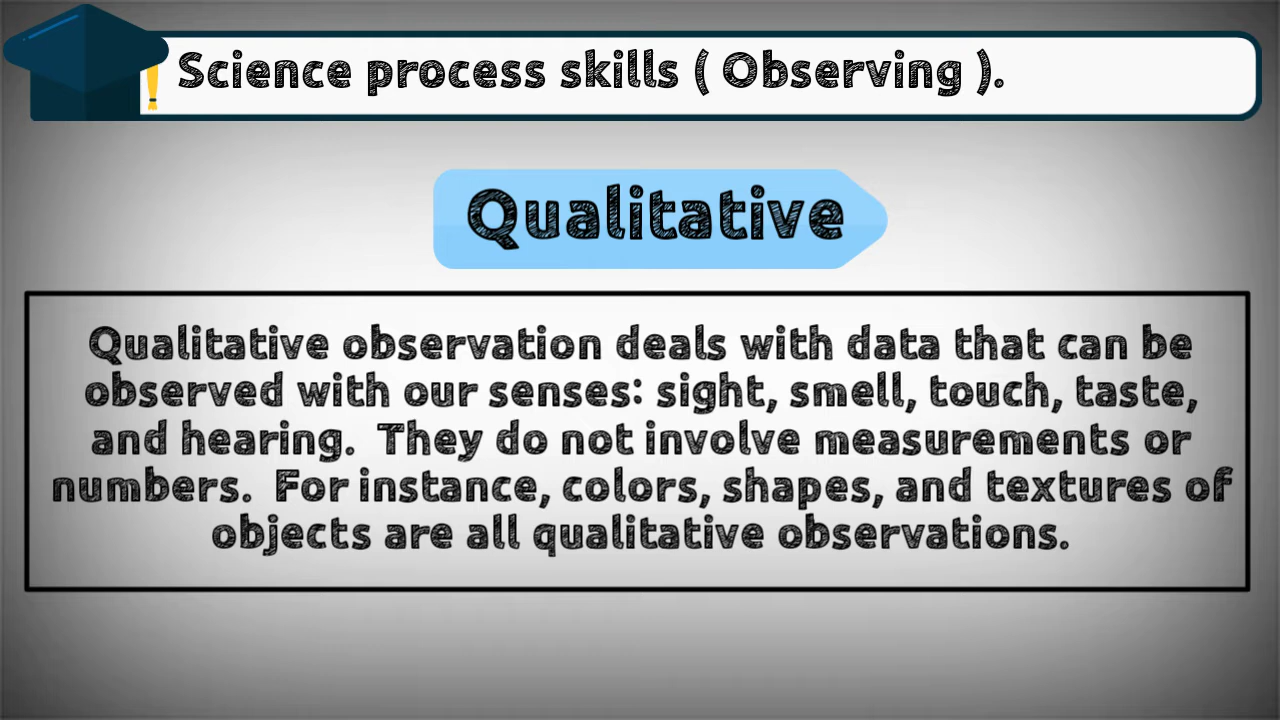 Science process skills ( Observing ).
Qualitative
Qualitative observation deals with data that can be
observed with our senses: sight, smell, touch, taste,
and hearing.  They do not involve measurements or
numbers.  For instance, colors, shapes, and textures of
objects are all qualitative observations.